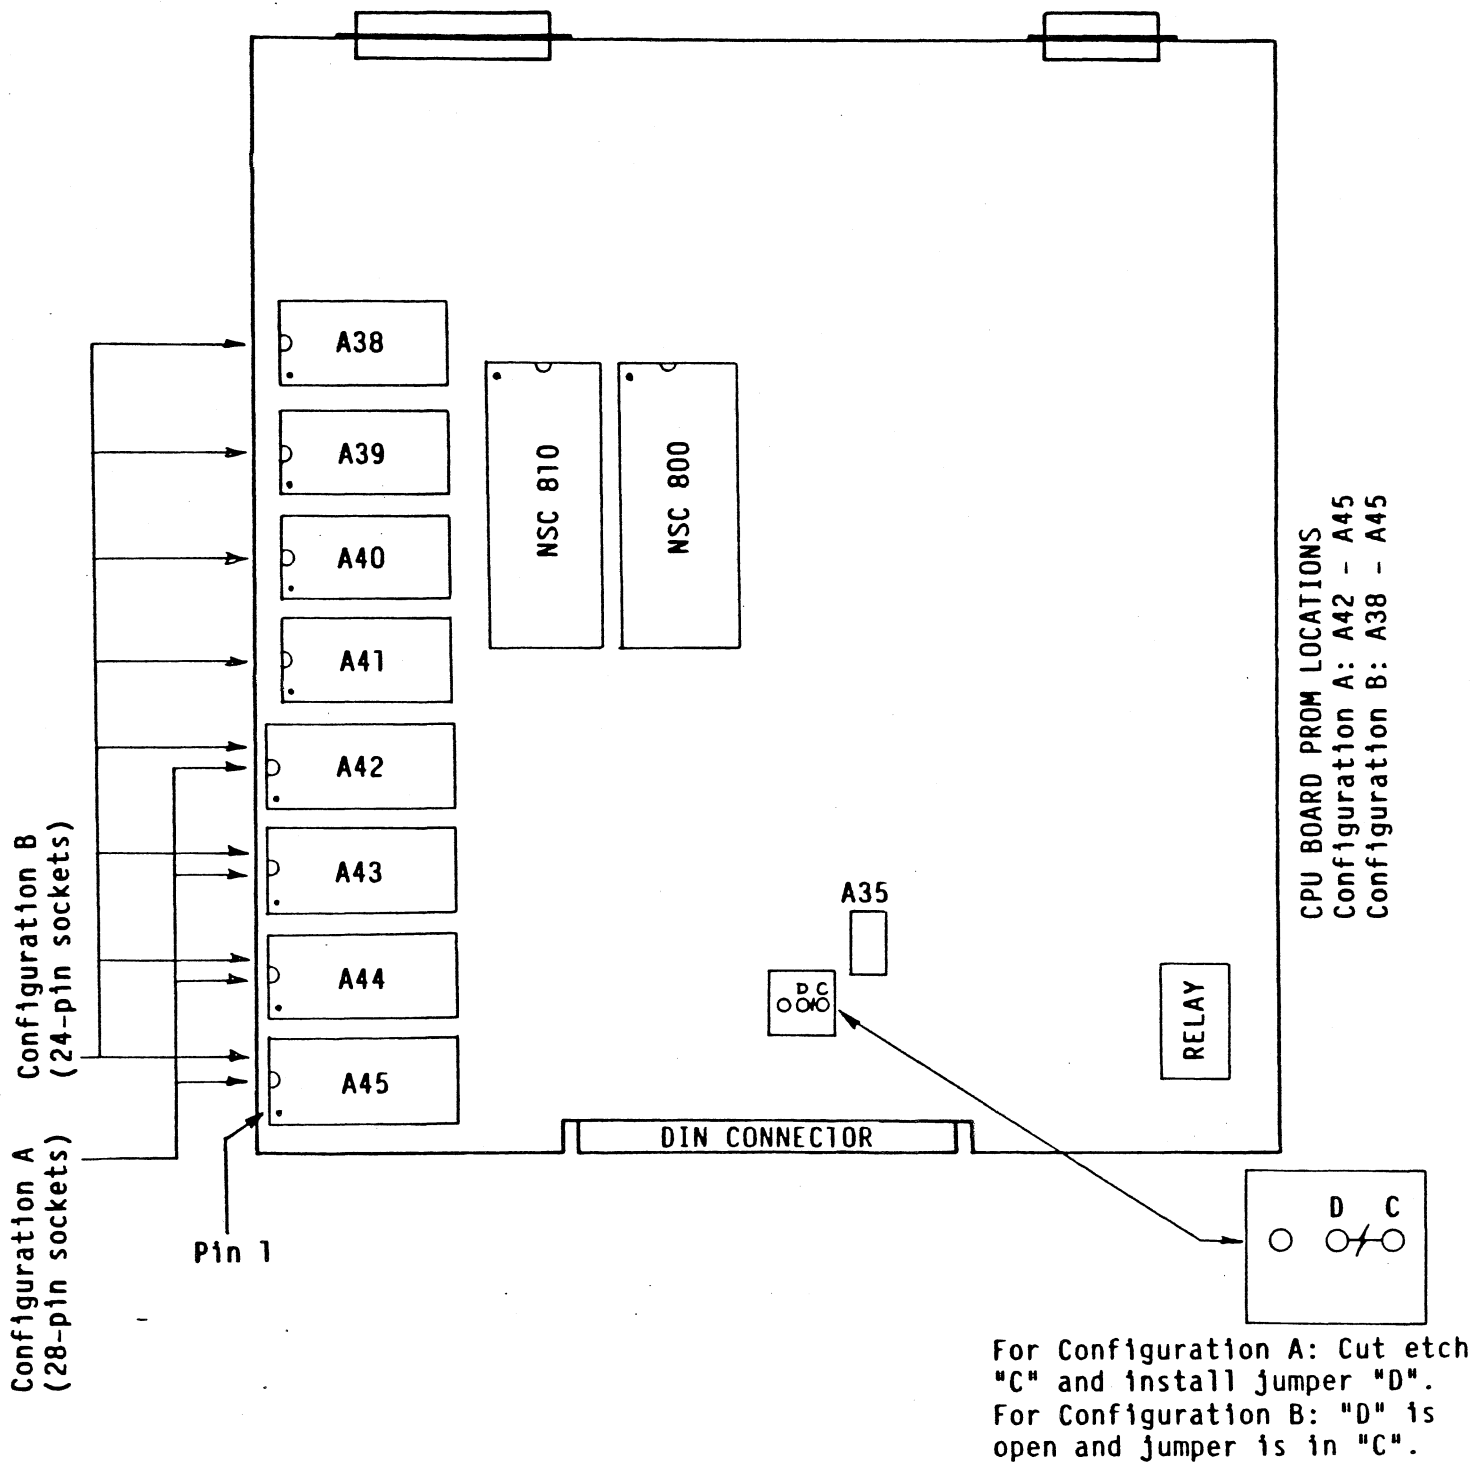 A38
A39
A40
A41
A42
A43
A44
A45
NSC 810
NSC 800
A35
D C
RELAY
DIN CONNECTOR
Pin 1
Configuration B
(24-pin sockets)
Configuration A
(28-pin sockets)
CPU BOARD PROM LOCATIONS
Configuration A: A42 - A45
Configuration B: A38 - A45
D C
For Configuration A: Cut etch
"C" and install jumper "D".
For Configuration B: "D" is
open and jumper is in "C".